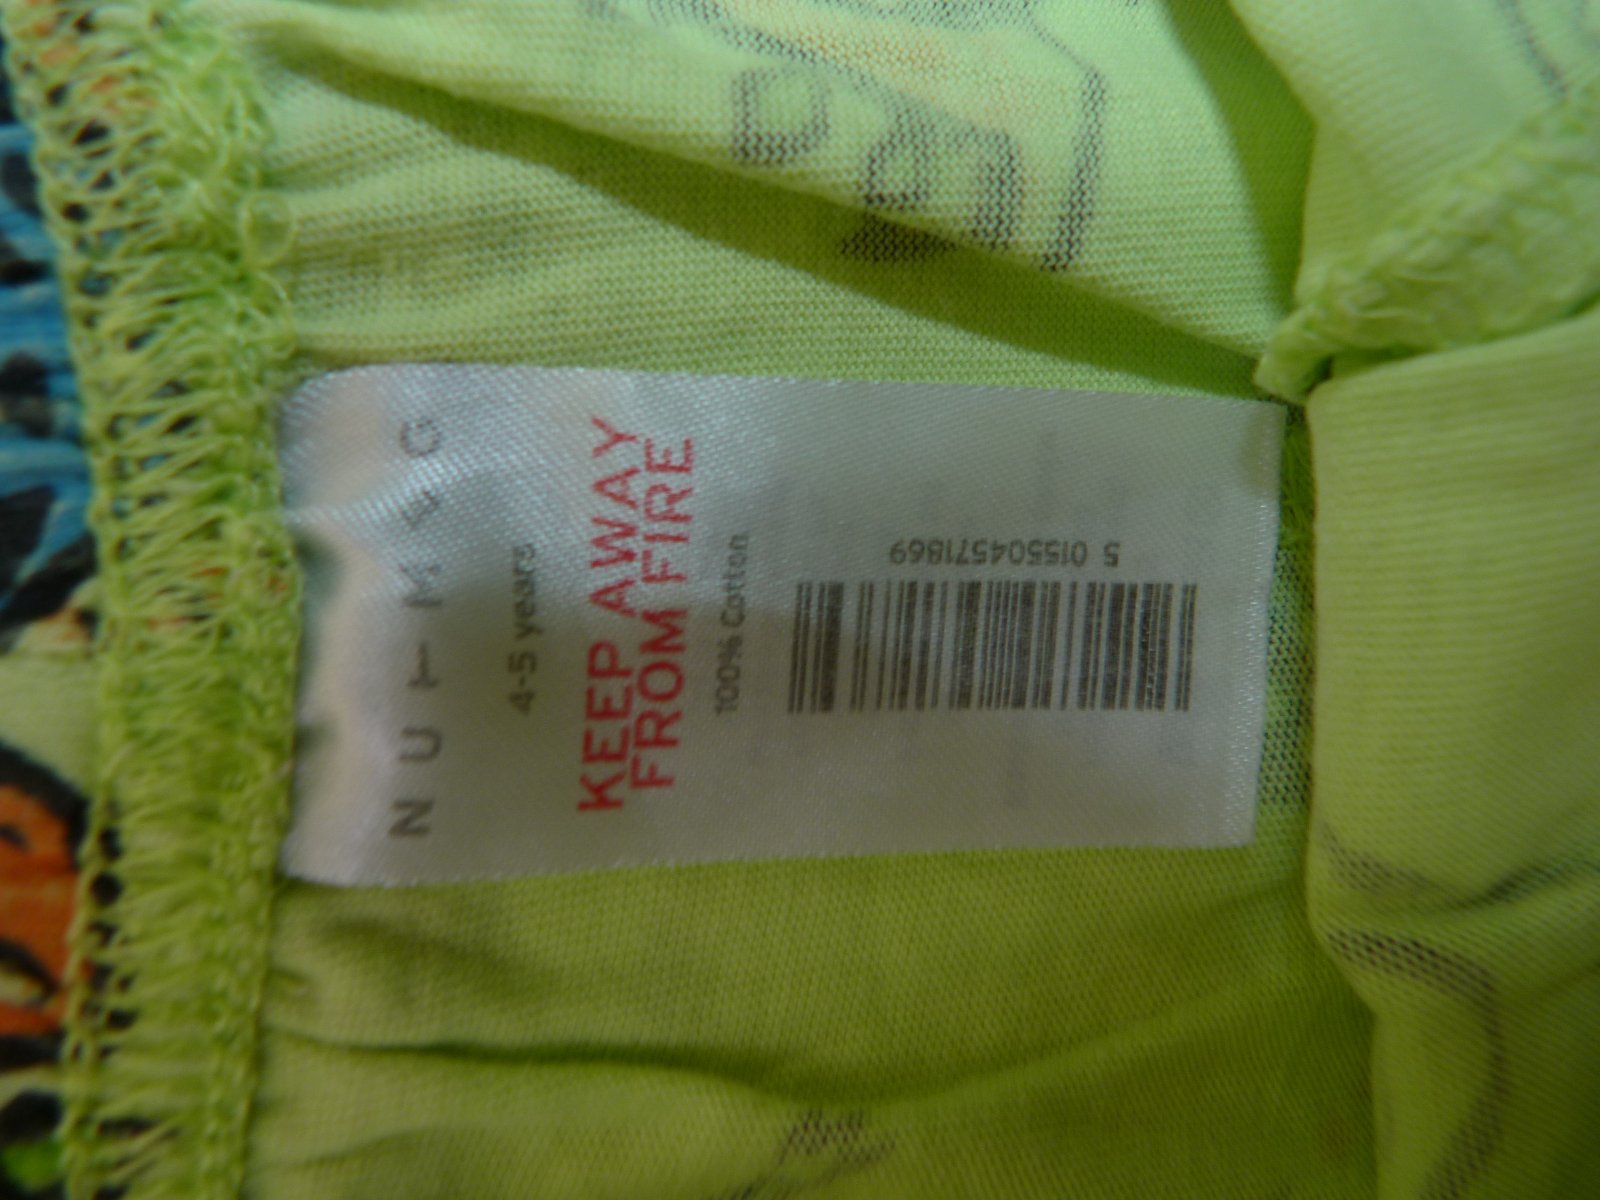 NUTMEG
4-5 years
KEEP AWAY
FROM FIRE
100% Cotton
5 015504571869